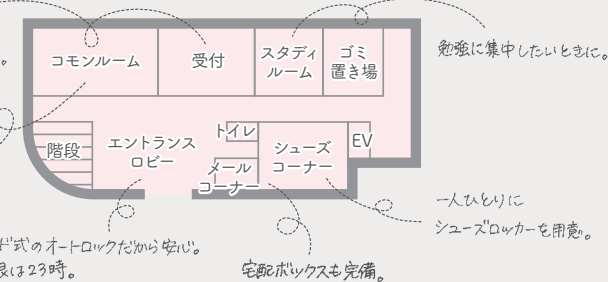 コモンルーム
受付
スタディ
ルーム
ゴミ
置き場
勉強に集中したいときに。
階段
エントランス
ロビー
トイレ
メール
コーナー
シューズ
コーナー
EV
一人ひとりに
シューズロッカーを用意。
ド式のオートロックだから安心。
限は23時。
宅配ボックスも完備。